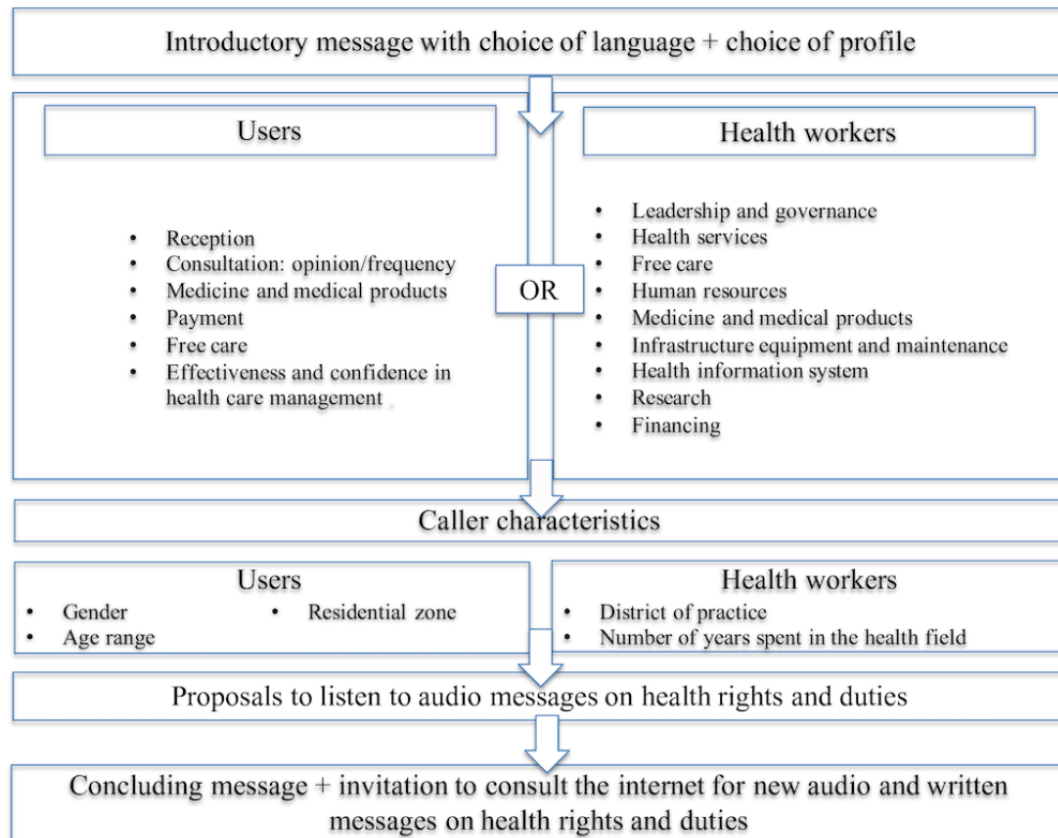 Introductory message with choice of language + choice of profile
Users
• Reception
• Consultation: opinion/frequency
• Medicine and medical products
• Payment
• Free care
• Effectiveness and confidence in
health care management
OR
Health workers
• Leadership and governance
• Health services
• Free care
• Human resources
• Medicine and medical products
• Infrastructure equipment and maintenance
• Health information system
• Research
• Financing
Caller characteristics
Users
• Gender
• Age range
• Residential zone
Health workers
• District of practice
• Number of years spent in the health field
Proposals to listen to audio messages on health rights and duties
Concluding message + invitation to consult the internet for new audio and written
messages on health rights and duties